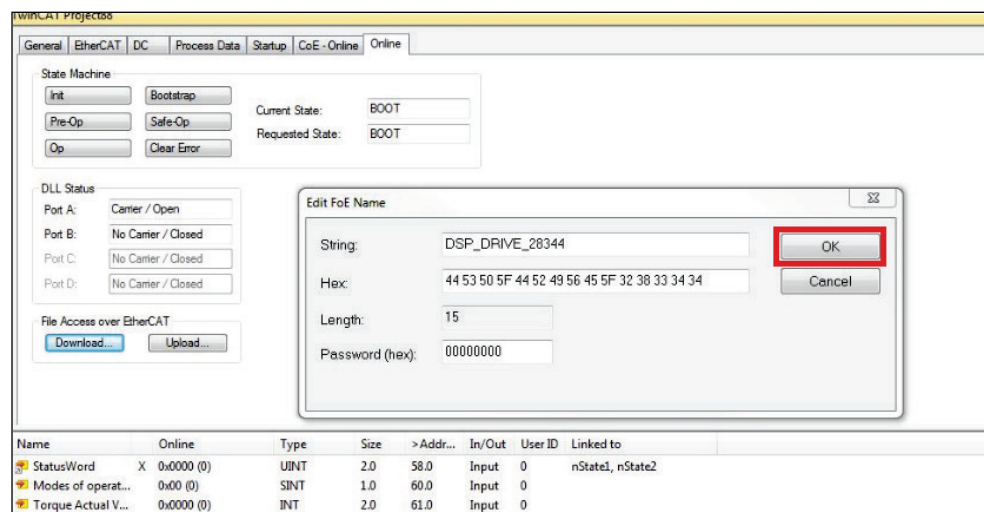 TwinCAT Project88
General EtherCAT DC Process Data Startup CoE - Online Online
State Machine
Init Bootstrap
Pre-Op Safe-Op
Op Clear Error
Current State: BOOT
Requested State: BOOT
DLL Status
Port A: Carrier / Open
Port B: No Carrier / Closed
Port C: No Carrier / Closed
Port D: No Carrier / Closed
File Access over EtherCAT
Download... Upload...
Edit FoE Name
String: DSP_DRIVE_28344
OK
Hex: 44 53 50 5F 44 52 49 56 45 5F 32 38 33 34 34
Cancel
Length: 15
Password (hex): 00000000
Name Online Type Size >Addr... In/Out User ID Linked to
StatusWord X 0x0000 (0) UINT 2.0 58.0 Input 0 nState1, nState2
Modes of operat... 0x00 (0) SINT 1.0 60.0 Input 0
Torque Actual V... 0x0000 (0) INT 2.0 61.0 Input 0